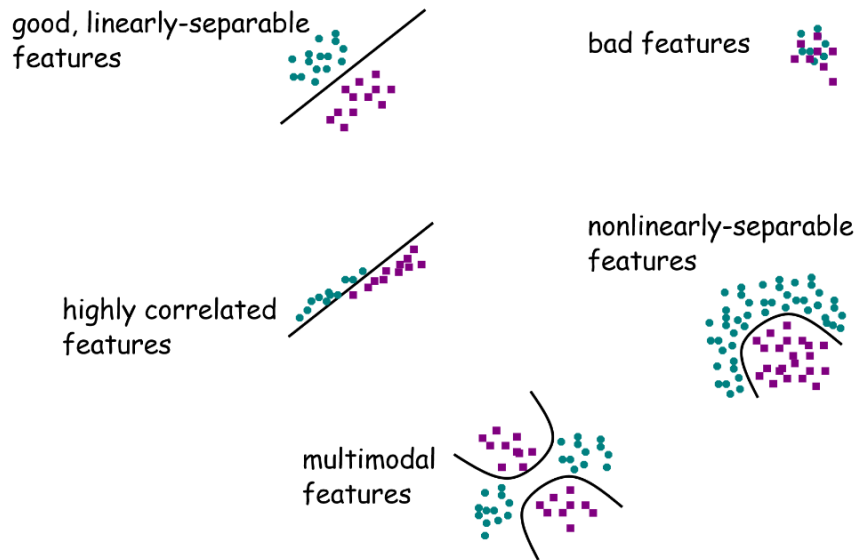 good, linearly-separable
features
bad features
nonlinearly-separable
features
highly correlated
features
multimodal
features